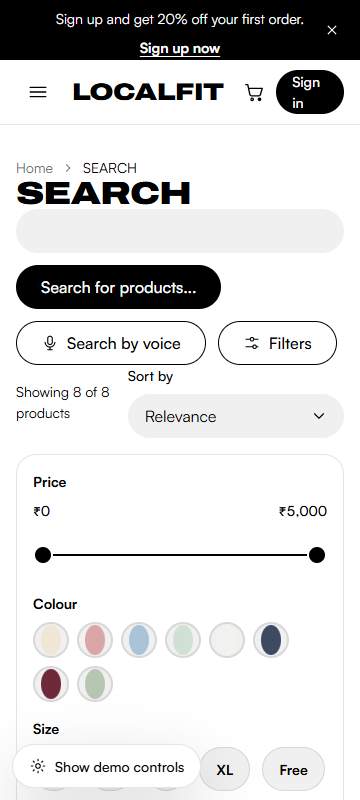 Sign up and get 20% off your first order.
Sign up now
LOCALFIT
Sign
in
Home > SEARCH
SEARCH
Search for products...
Search by voice
Filters
Sort by
Showing 8 of 8
products
Relevance
Price
₹0
₹5,000
Colour
Size
Show demo controls
XL
Free